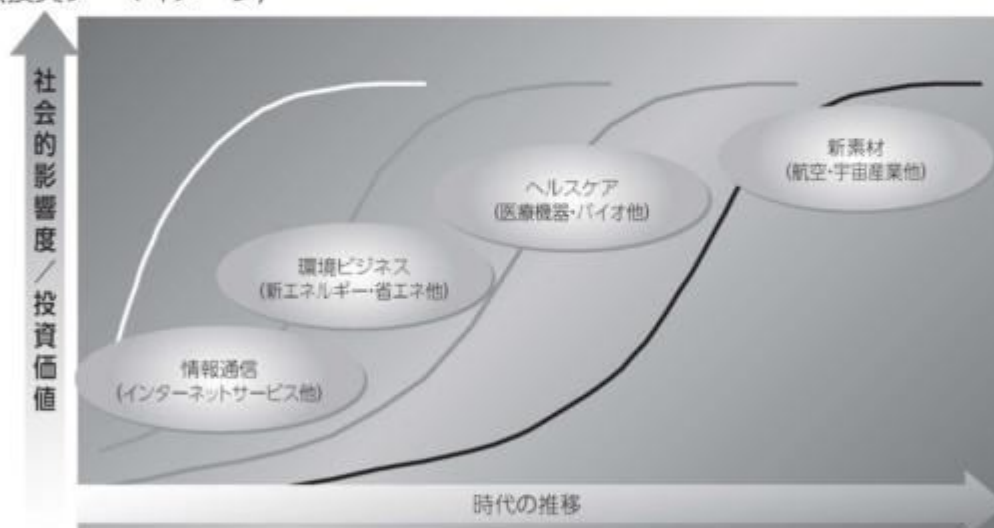 社会的影響度/投資価値
新素材
(航空・宇宙産業他)
ヘルスケア
(医療機器・バイオ他)
環境ビジネス
(新エネルギー・省エネ他)
情報通信
(インターネットサービス他)
時代の推移